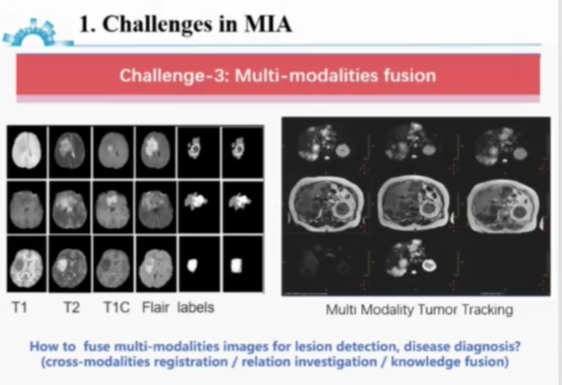 1. Challenges in MIA
Challenge-3: Multi-modalities fusion
T1 T2 T1C Flair labels
Multi Modality Tumor Tracking
How to fuse multi-modalities images for lesion detection, disease diagnosis?
(cross-modalities registration / relation investigation / knowledge fusion)